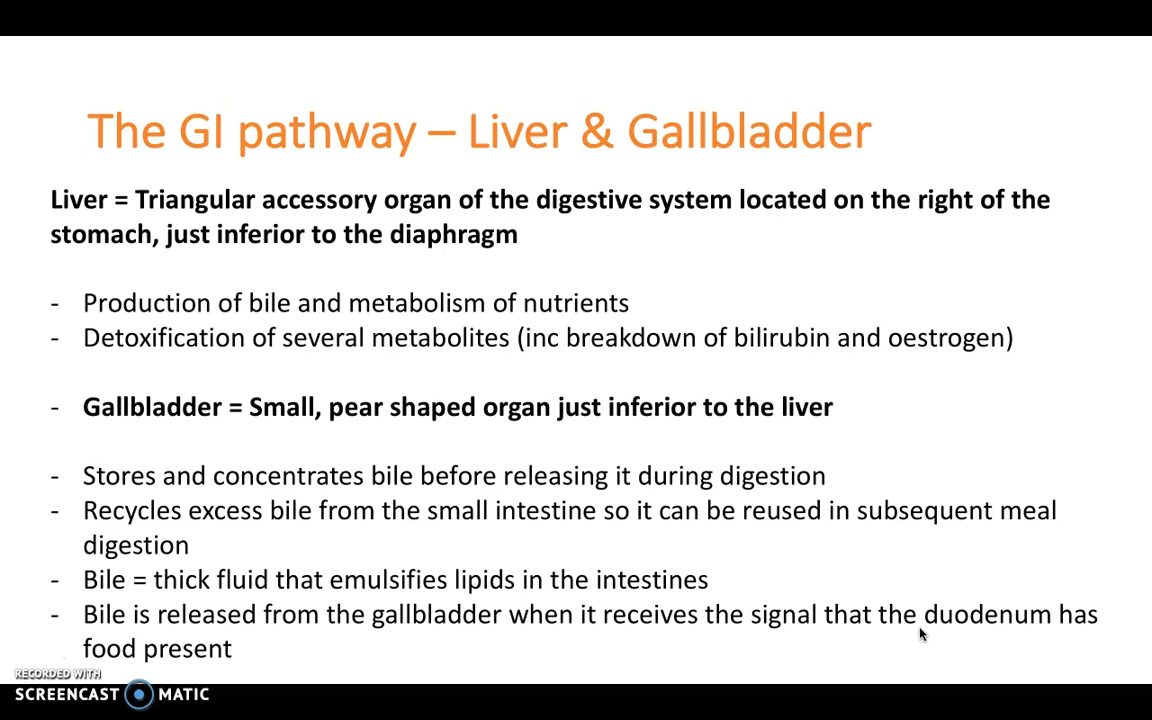 The GI pathway – Liver & Gallbladder
Liver = Triangular accessory organ of the digestive system located on the right of the
stomach, just inferior to the diaphragm
- Production of bile and metabolism of nutrients
- Detoxification of several metabolites (inc breakdown of bilirubin and oestrogen)
- Gallbladder = Small, pear shaped organ just inferior to the liver
- Stores and concentrates bile before releasing it during digestion
- Recycles excess bile from the small intestine so it can be reused in subsequent meal
digestion
- Bile = thick fluid that emulsifies lipids in the intestines
- Bile is released from the gallbladder when it receives the signal that the duodenum has
food present
RECORDED WITH
SCREENCAST MATIC